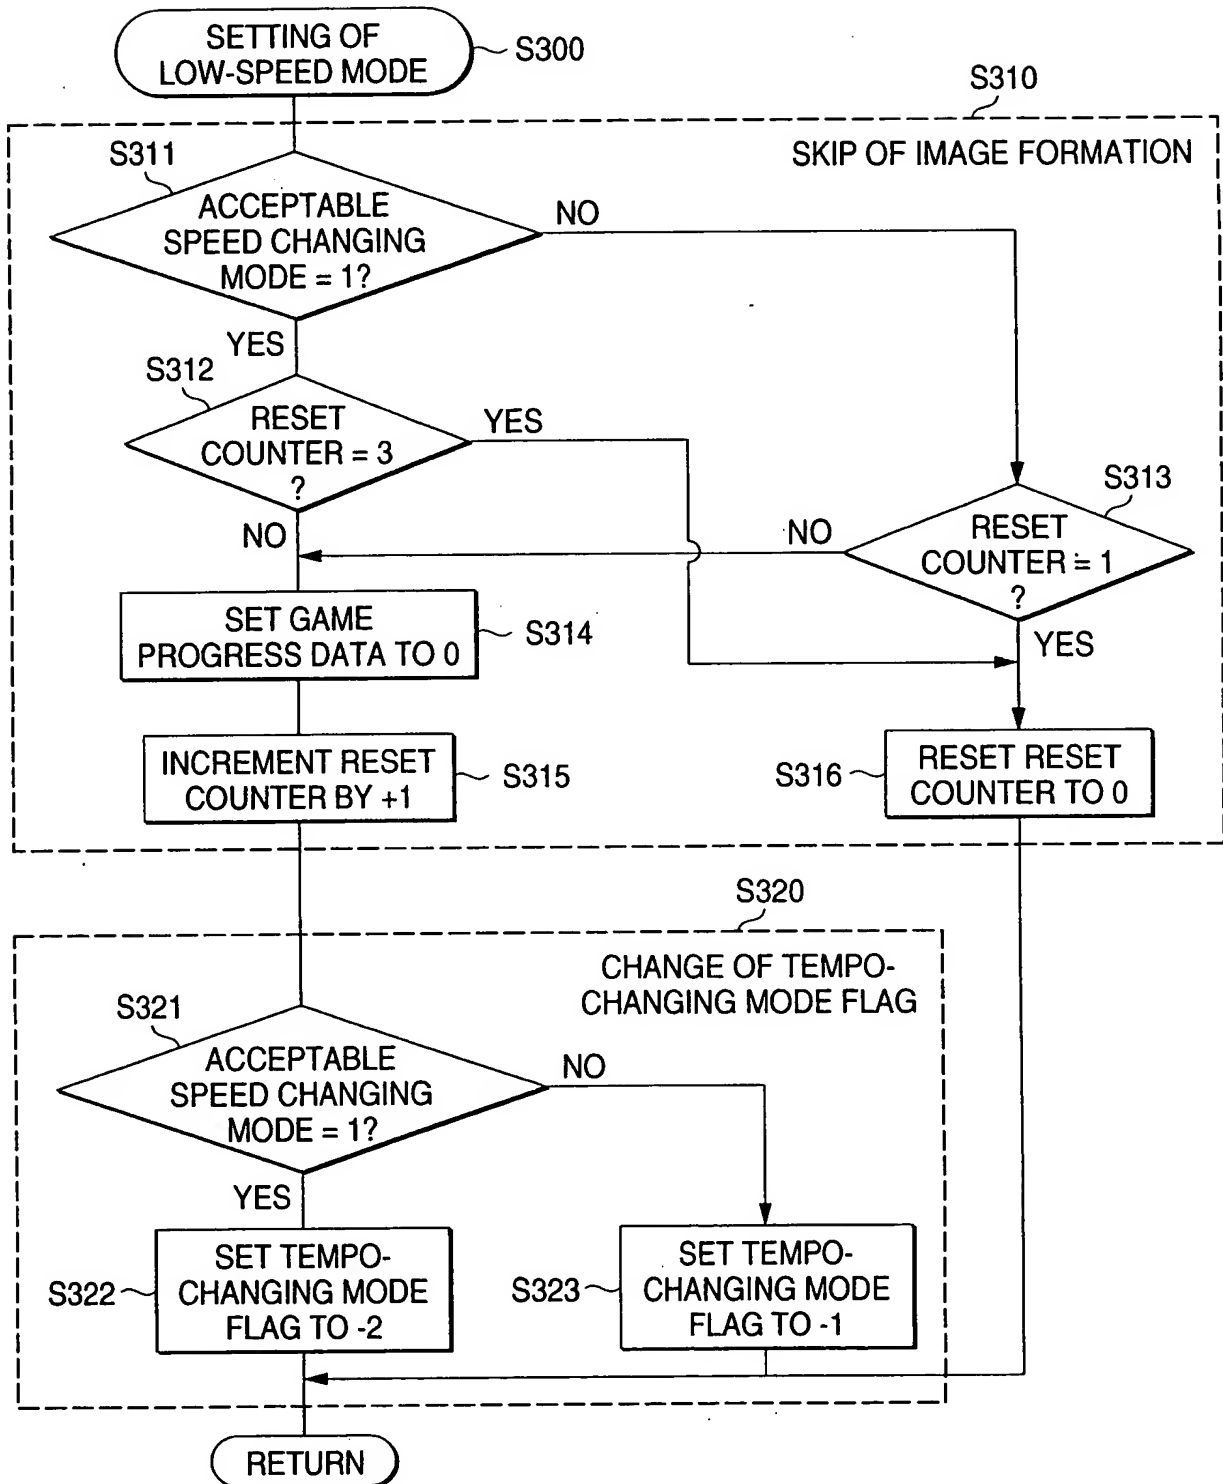 SETTING OF
LOW-SPEED MODE
S300
S310
SKIP OF IMAGE FORMATION
S311
ACCEPTABLE
SPEED CHANGING
MODE = 1?
NO
YES
S312
RESET
COUNTER = 3
?
YES
NO
S313
RESET
COUNTER = 1
?
NO
YES
SET GAME
PROGRESS DATA TO 0
S314
INCREMENT RESET
COUNTER BY +1
S315
S316
RESET RESET
COUNTER TO 0
S320
CHANGE OF TEMPO-
CHANGING MODE FLAG
S321
ACCEPTABLE
SPEED CHANGING
MODE = 1?
NO
YES
S322
SET TEMPO-
CHANGING MODE
FLAG TO -2
S323
SET TEMPO-
CHANGING MODE
FLAG TO -1
RETURN